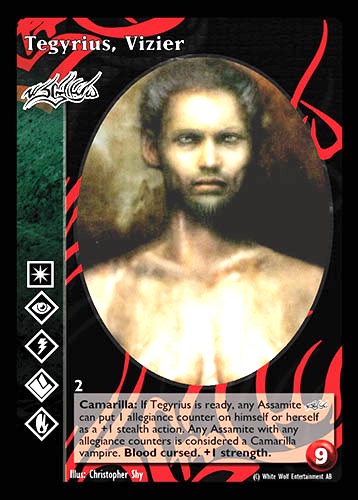 Tegyrius, Vizier
2
Camarilla: If Tegyrius is ready, any Assamite
can put 1 allegiance counter on himself or herself
as a +1 stealth action. Any Assamite with any
allegiance counters is considered a Camarilla
vampire. Blood cursed. +1 strength.
9
Illus: Christopher Shy
(C) White Wolf Entertainment AB